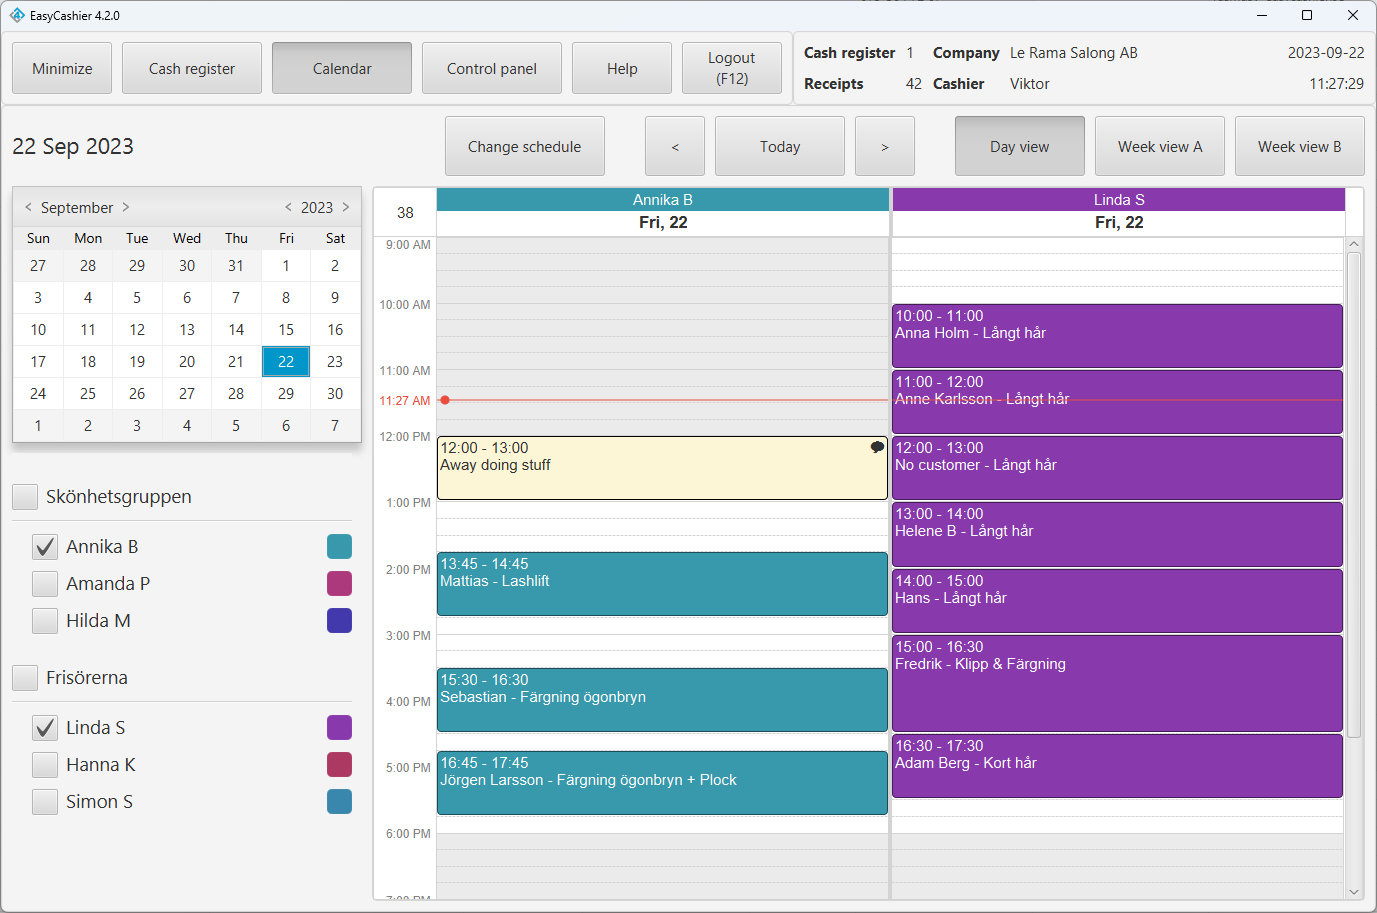 EasyCashier 4.2.0
Minimize
Cash register
Calendar
Control panel
Help
Logout
(F12)
Cash register 1 Company Le Rama Salong AB 2023-09-22
Receipts 42 Cashier Viktor 11:27:29
22 Sep 2023
Change schedule
<
Today
>
Day view
Week view A
Week view B
< September > < 2023 >
Sun Mon Tue Wed Thu Fri Sat
27 28 29 30 31 1 2
3 4 5 6 7 8 9
10 11 12 13 14 15 16
17 18 19 20 21 22 23
24 25 26 27 28 29 30
1 2 3 4 5 6 7
Skönhetsgruppen
Annika B
Amanda P
Hilda M
Frisörerna
Linda S
Hanna K
Simon S
38
Annika B
Fri, 22
Linda S
Fri, 22
9:00 AM
10:00 AM
11:00 AM
11:27 AM
12:00 PM
1:00 PM
2:00 PM
3:00 PM
4:00 PM
5:00 PM
6:00 PM
7:00 PM
12:00 - 13:00
Away doing stuff
13:45 - 14:45
Mattias - Lashlift
15:30 - 16:30
Sebastian - Färgning ögonbryn
16:45 - 17:45
Jörgen Larsson - Färgning ögonbryn + Plock
10:00 - 11:00
Anna Holm - Långt hår
11:00 - 12:00
Anne Karlsson - Långt hår
12:00 - 13:00
No customer - Långt hår
13:00 - 14:00
Helene B - Långt hår
14:00 - 15:00
Hans - Långt hår
15:00 - 16:30
Fredrik - Klipp & Färgning
16:30 - 17:30
Adam Berg - Kort hår